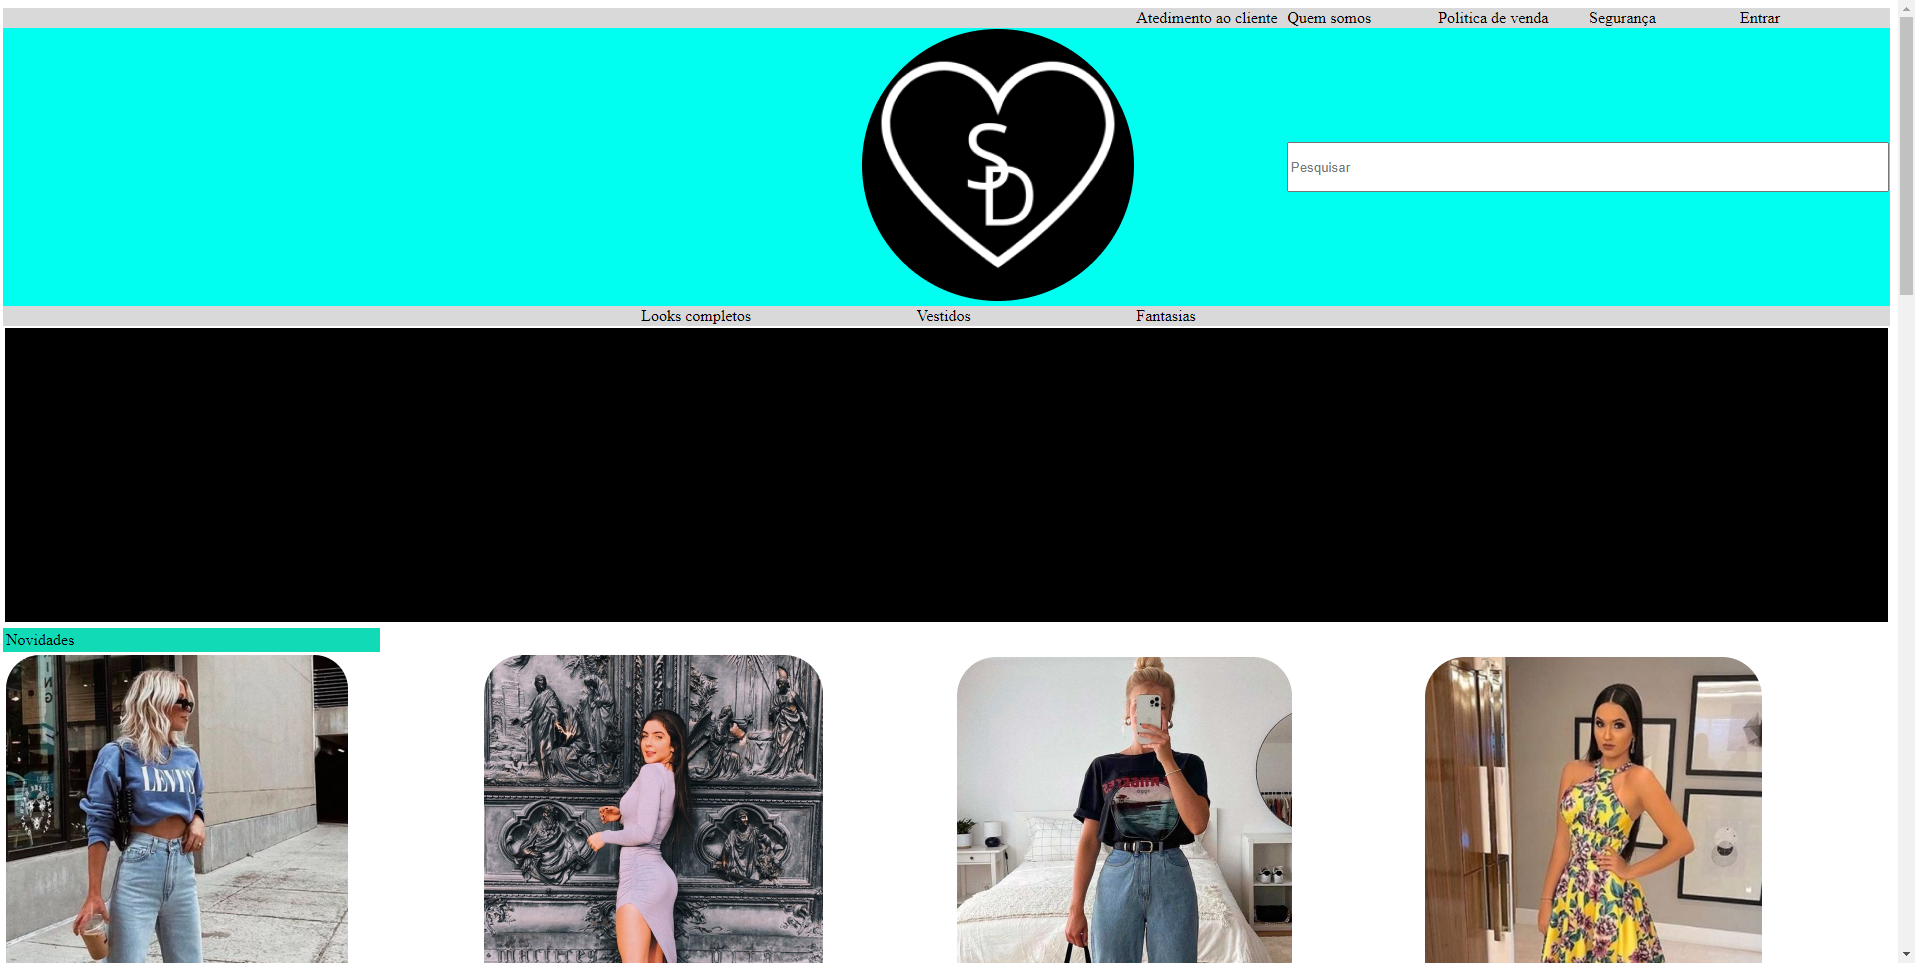 Atedimento ao cliente Quem somos Politica de venda Segurança Entrar
SD
Pesquisar
Looks completos Vestidos Fantasias
Novidades
LEVI'S